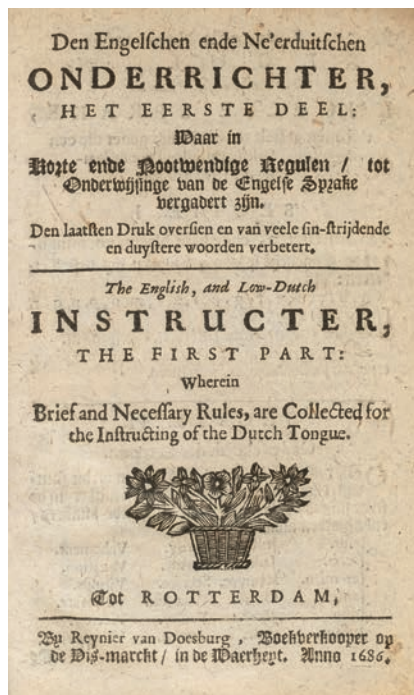 Den Engelſchen ende Ne'erduitſchen
ONDERRICHTER,
HET EERSTE DEEL:
Waar in
Korte ende Nootwendige Regulen / tot
Onderwijſinge van de Engelſe Sprake
vergadert zijn.
Den laatſten Druk overſien en van veele ſin-ſtrijdende
en duyſtere woorden verbetert.
The English, and Low-Dutch
INSTRUCTER,
THE FIRST PART:
Wherein
Brief and Neceſſary Rules, are Collected for
the Inſtructing of the Dutch Tongue.
Tot ROTTERDAM,
By Reynier van Doesburg, Boekverkooper op
de Vis-marckt / in de Waerheyt. Anno 1686.